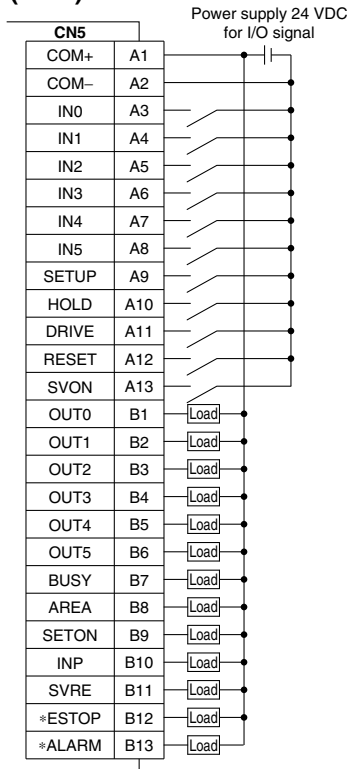 Power supply 24 VDC
for I/O signal
CN5
COM+ A1
COM− A2
IN0 A3
IN1 A4
IN2 A5
IN3 A6
IN4 A7
IN5 A8
SETUP A9
HOLD A10
DRIVE A11
RESET A12
SVON A13
OUT0 B1 Load
OUT1 B2 Load
OUT2 B3 Load
OUT3 B4 Load
OUT4 B5 Load
OUT5 B6 Load
BUSY B7 Load
AREA B8 Load
SETON B9 Load
INP B10 Load
SVRE B11 Load
∗ESTOP B12 Load
∗ALARM B13 Load